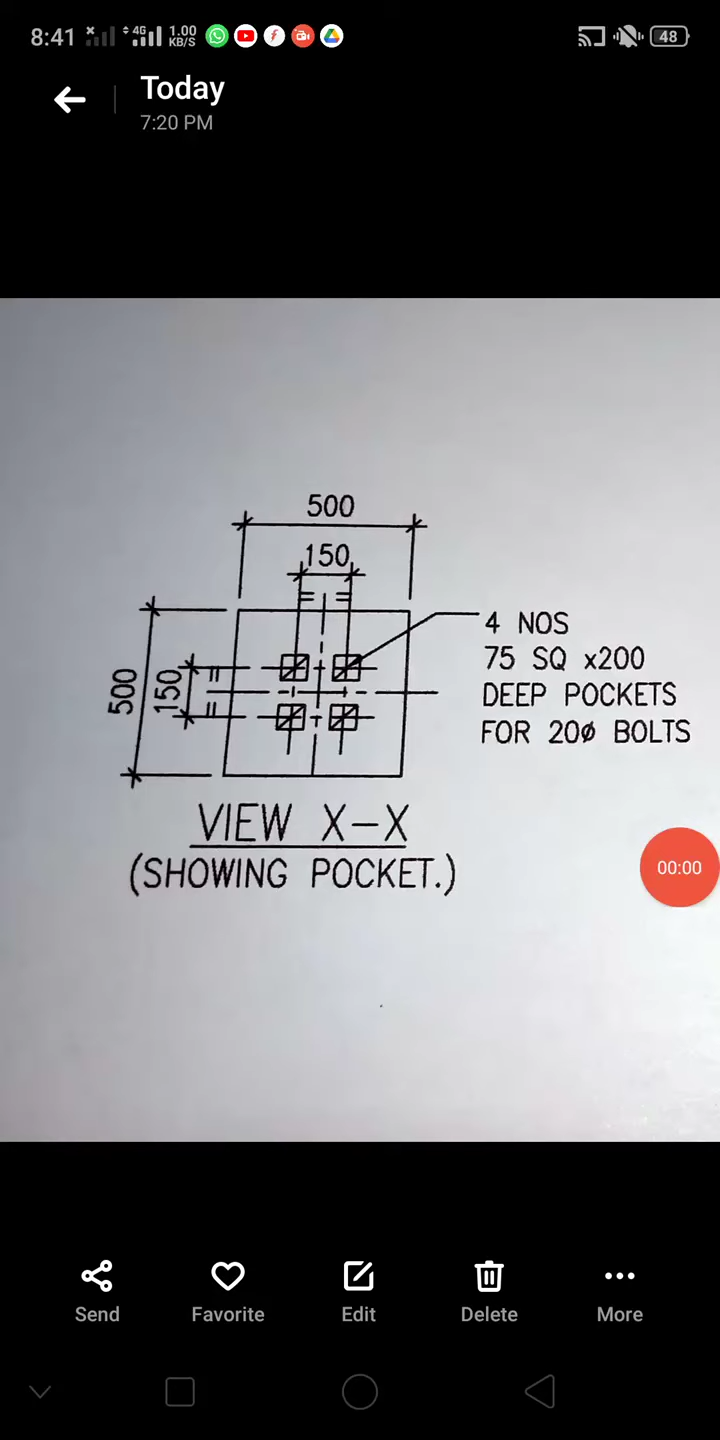 8:41 4G 1.00 KB/S 48
Today
7:20 PM
500
150
500
150
4 NOS
75 SQ x200
DEEP POCKETS
FOR 20ø BOLTS
VIEW X-X
(SHOWING POCKET.)
00:00
Send Favorite Edit Delete More